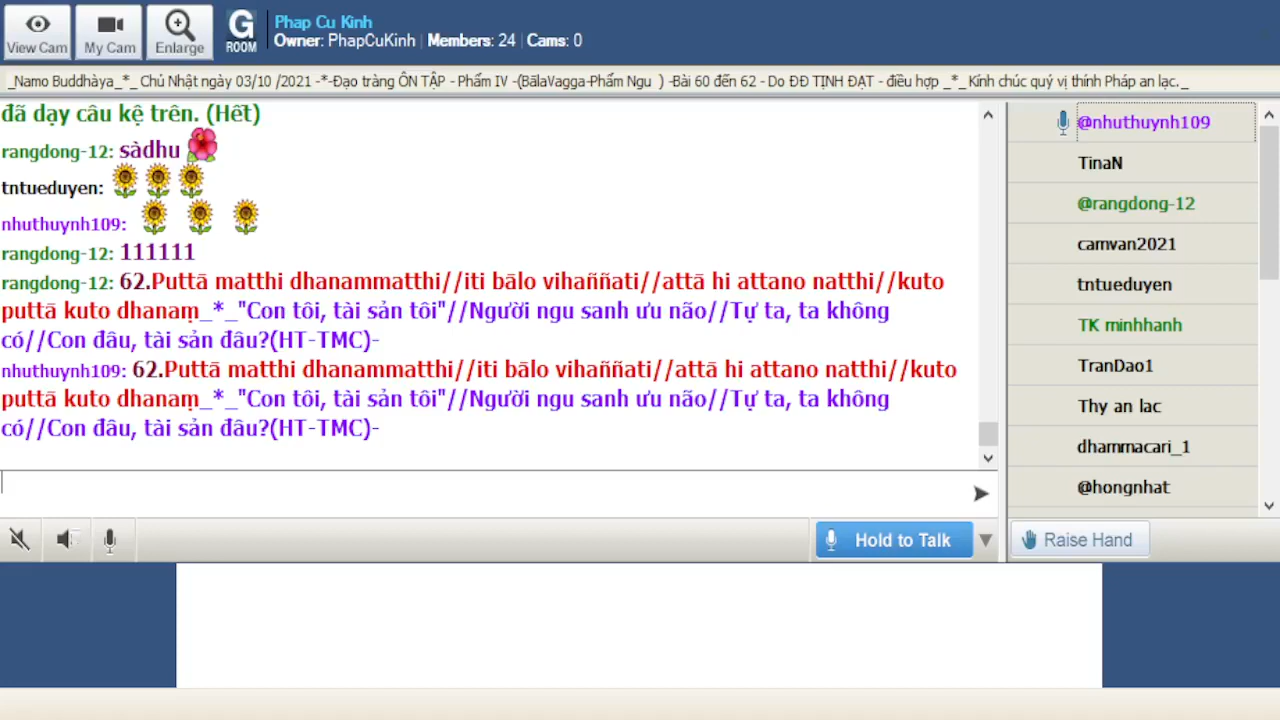 View Cam
My Cam
Enlarge
G
ROOM
Phap Cu Kinh
Owner: PhapCuKinh | Members: 24 | Cams: 0
_Namo Buddhàya_*_ Chủ Nhật ngày 03/10 /2021 -*-Đạo tràng ÔN TẬP - Phẩm IV -(BālaVagga-Phẩm Ngu ) -Bài 60 đến 62 - Do ĐĐ TỊNH ĐẠT - điều hợp _*_ Kính chúc quý vị thính Pháp an lạc._
đã dạy câu kệ trên. (Hết)
rangdong-12: sàdhu
tntueduyen:
nhuthuynh109:
rangdong-12: 111111
rangdong-12: 62.Puttā matthi dhanammatthi//iti bālo vihaññati//attā hi attano natthi//kuto
puttā kuto dhanaṃ_*_"Con tôi, tài sản tôi"//Người ngu sanh ưu não//Tự ta, ta không
có//Con đâu, tài sản đâu?(HT-TMC)-
nhuthuynh109: 62.Puttā matthi dhanammatthi//iti bālo vihaññati//attā hi attano natthi//kuto
puttā kuto dhanaṃ_*_"Con tôi, tài sản tôi"//Người ngu sanh ưu não//Tự ta, ta không
có//Con đâu, tài sản đâu?(HT-TMC)-
@nhuthuynh109
TinaN
@rangdong-12
camvan2021
tntueduyen
TK minhhanh
TranDao1
Thy an lac
dhammacari_1
@hongnhat
Hold to Talk
Raise Hand